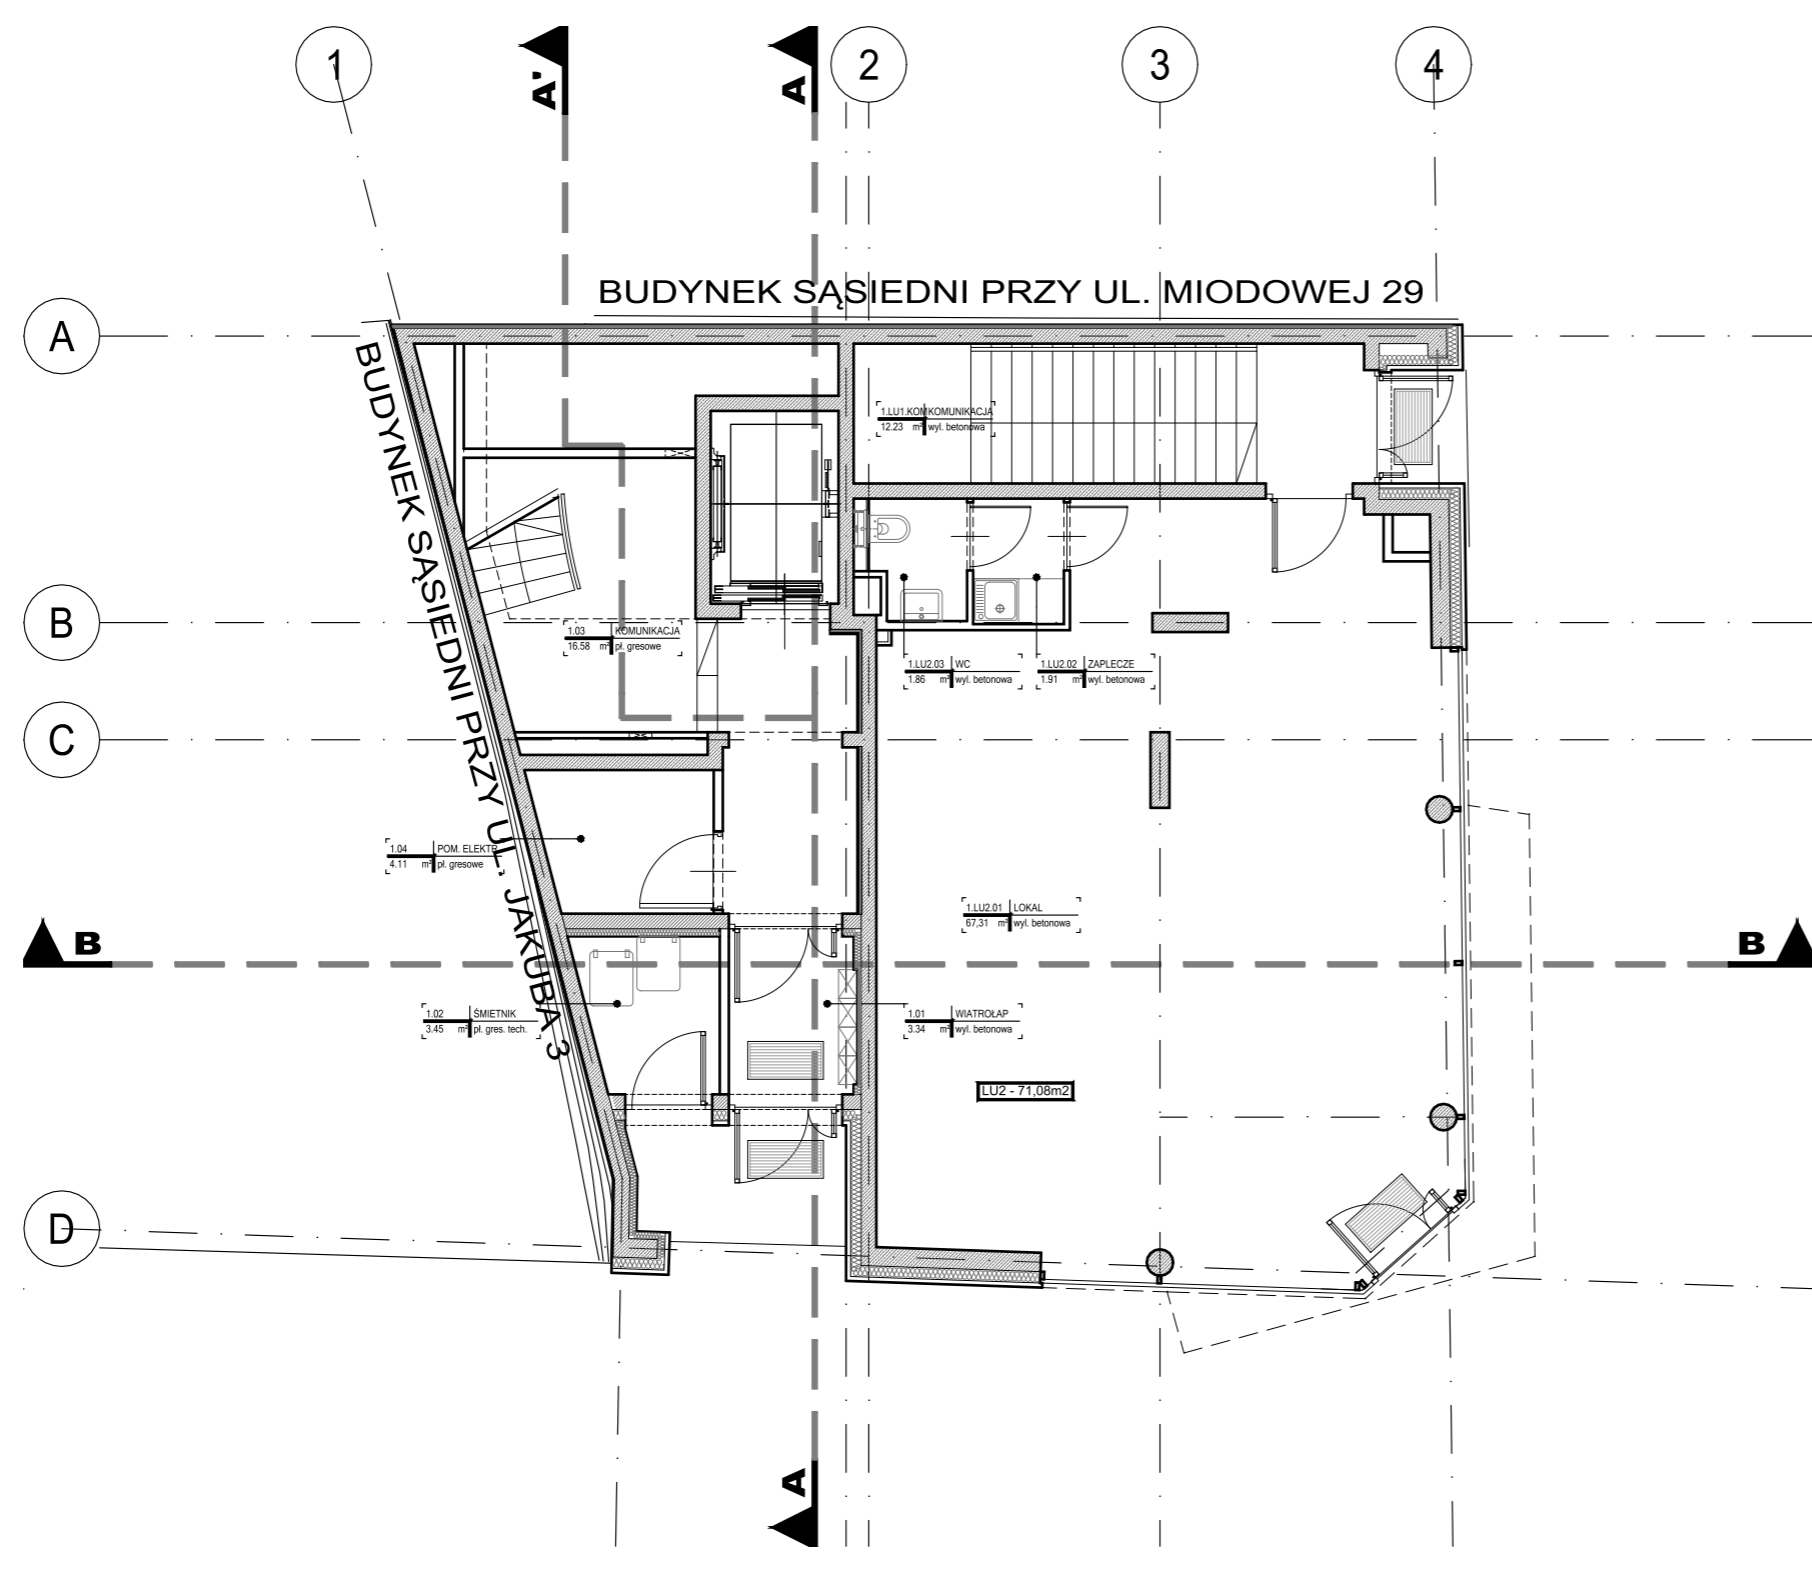 1
A'
A
2
3
4
BUDYNEK SĄSIEDNI PRZY UL. MIODOWEJ 29
A
BUDYNEK SĄSIEDNI PRZY UL. JAKUBA 3
1.LU1.KOM KOMUNIKACJA
12.23 m² wyl. betonowa
B
1.03 KOMUNIKACJA
16.58 m² pł. gresowe
1.LU2.03 WC
1.86 m² wyl. betonowa
1.LU2.02 ZAPLECZE
1.91 m² wyl. betonowa
C
1.04 POM. ELEKTR.
4.11 m² pł. gresowe
1.LU2.01 LOKAL
67,31 m² wyl. betonowa
B
B
1.02 ŚMIETNIK
3.45 m² pł. gres. tech.
1.01 WIATROŁAP
3.34 m² wyl. betonowa
LU2 - 71,08m2
D
A